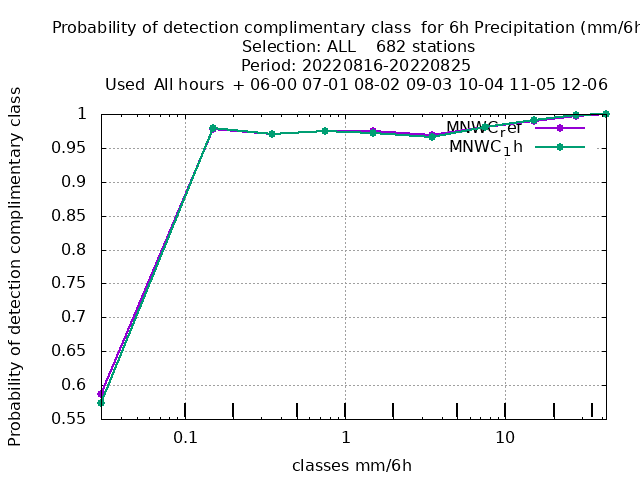 Probability of detection complimentary class  for 6h Precipitation (mm/6h
Selection: ALL    682 stations
Period: 20220816-20220825
Used  All hours  + 06-00 07-01 08-02 09-03 10-04 11-05 12-06
Probability of detection complimentary class
1
0.95
0.9
0.85
0.8
0.75
0.7
0.65
0.6
0.55
MNWCref
MNWC1h
0.1
1
10
classes mm/6h